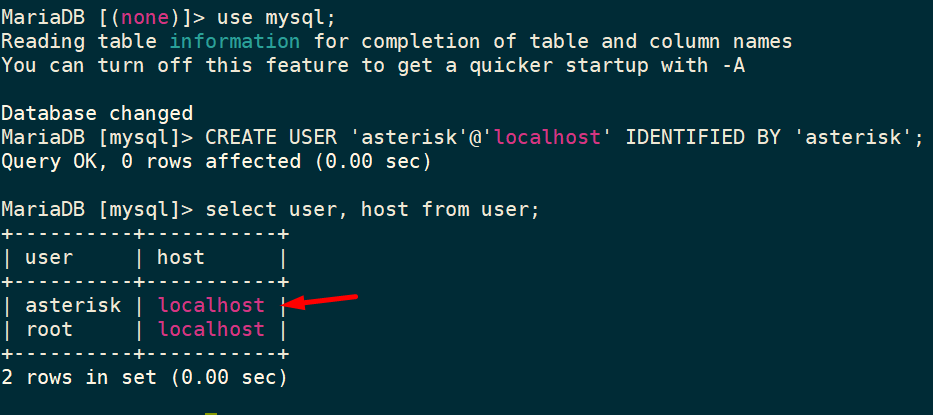 MariaDB [(none)]> use mysql;
Reading table information for completion of table and column names
You can turn off this feature to get a quicker startup with -A
Database changed
MariaDB [mysql]> CREATE USER 'asterisk'@'localhost' IDENTIFIED BY 'asterisk';
Query OK, 0 rows affected (0.00 sec)
MariaDB [mysql]> select user, host from user;
+----------+-----------+
| user     | host      |
+----------+-----------+
| asterisk | localhost |
| root     | localhost |
+----------+-----------+
2 rows in set (0.00 sec)